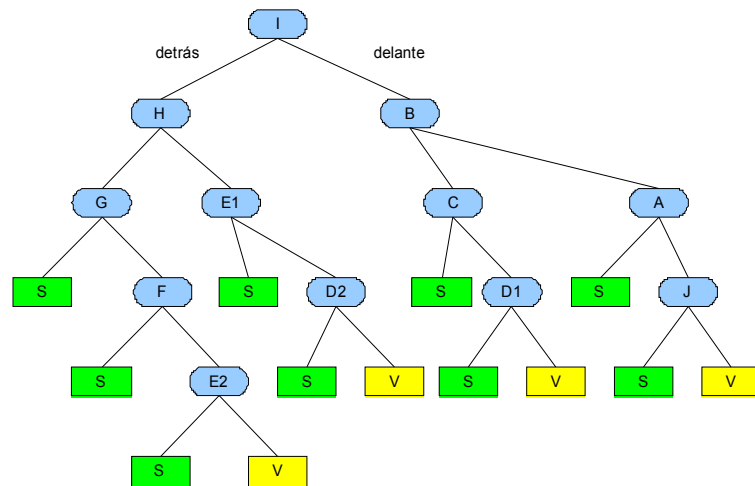 I
detrás delante
H B
G E1 C A
S F S D2 S D1 S J
S E2 S V S V S V
S V